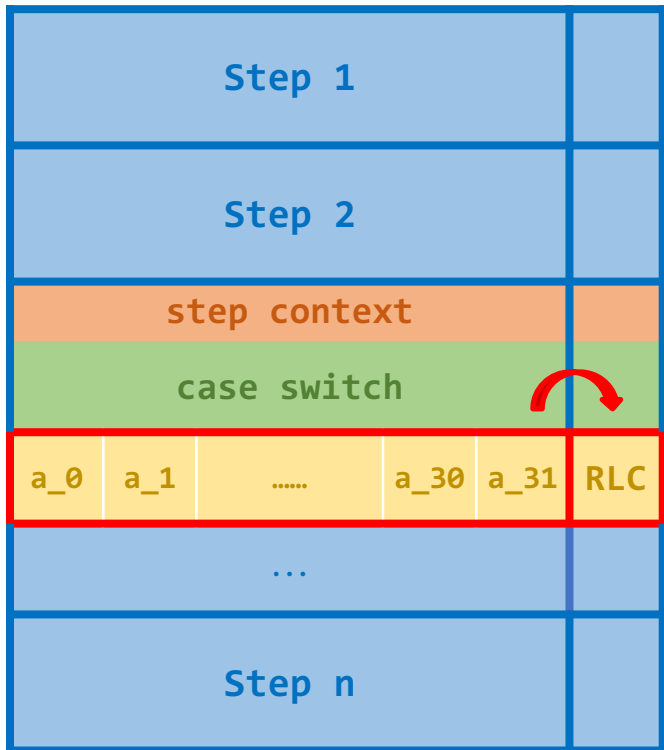 Step 1
Step 2
step context
case switch
a_0 a_1 …… a_30 a_31 RLC
...
Step n